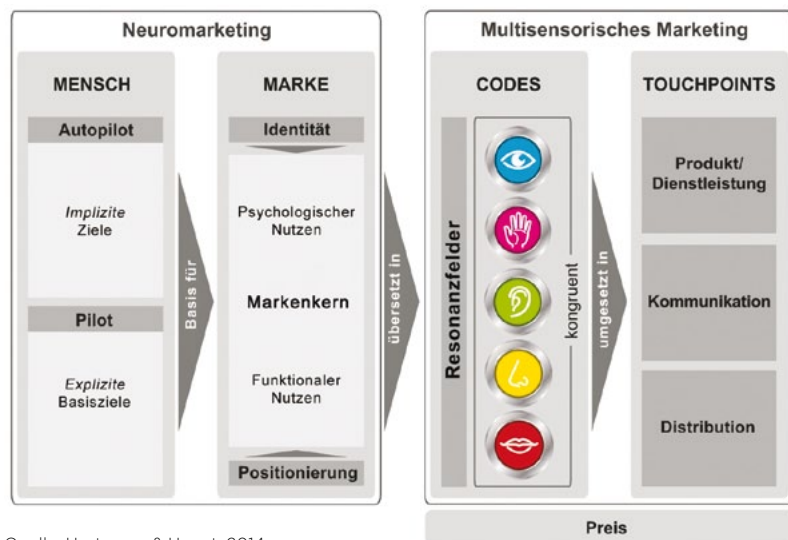 Neuromarketing
MENSCH
Autopilot
Implizite
Ziele
Pilot
Explizite
Basisziele
Basis für
MARKE
Identität
Psychologischer
Nutzen
Markenkern
Funktionaler
Nutzen
Positionierung
übersetzt in
Multisensorisches Marketing
CODES
Resonanzfelder
kongruent
umgesetzt in
TOUCHPOINTS
Produkt/
Dienstleistung
Kommunikation
Distribution
Preis